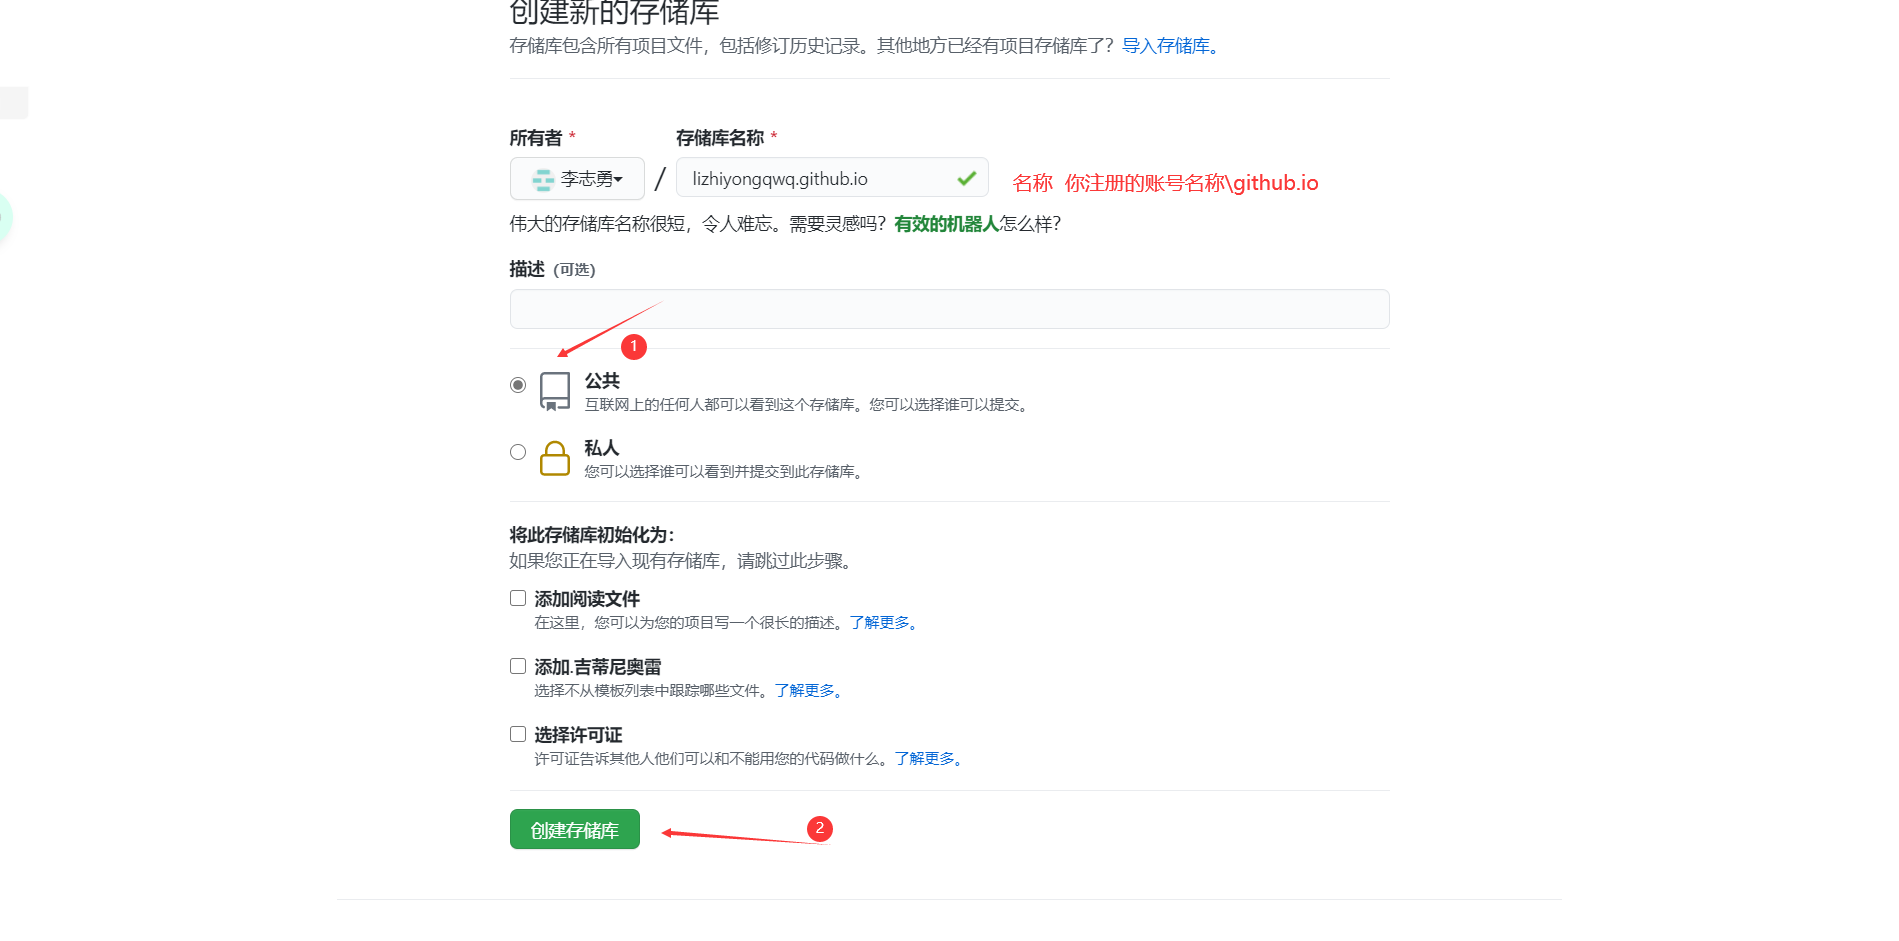 创建新的存储库
存储库包含所有项目文件，包括修订历史记录。其他地方已经有项目存储库了？导入存储库。
所有者 * 存储库名称 *
李志勇 / lizhiyongqwq.github.io 名称 你注册的账号名称\github.io
伟大的存储库名称很短，令人难忘。需要灵感吗？有效的机器人怎么样？
描述 (可选)
1
公共
互联网上的任何人都可以看到这个存储库。您可以选择谁可以提交。
私人
您可以选择谁可以看到并提交到此存储库。
将此存储库初始化为：
如果您正在导入现有存储库，请跳过此步骤。
添加阅读文件
在这里，您可以为您的项目写一个很长的描述。了解更多。
添加.吉蒂尼奥雷
选择不从模板列表中跟踪哪些文件。了解更多。
选择许可证
许可证告诉其他人他们可以和不能用您的代码做什么。了解更多。
创建存储库 2